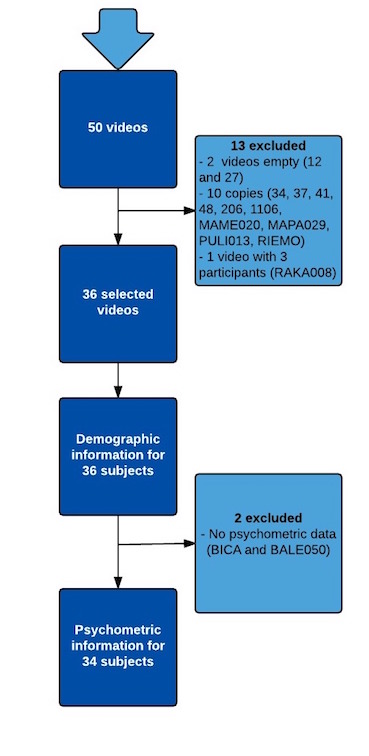 50 videos
13 excluded
- 2 videos empty (12
and 27)
- 10 copies (34, 37, 41,
48, 206, 1106,
MAME020, MAPA029,
PULI013, RIEMO)
- 1 video with 3
participants (RAKA008)
36 selected
videos
Demographic
information for
36 subjects
2 excluded
- No psychometric data
(BICA and BALE050)
Psychometric
information for
34 subjects